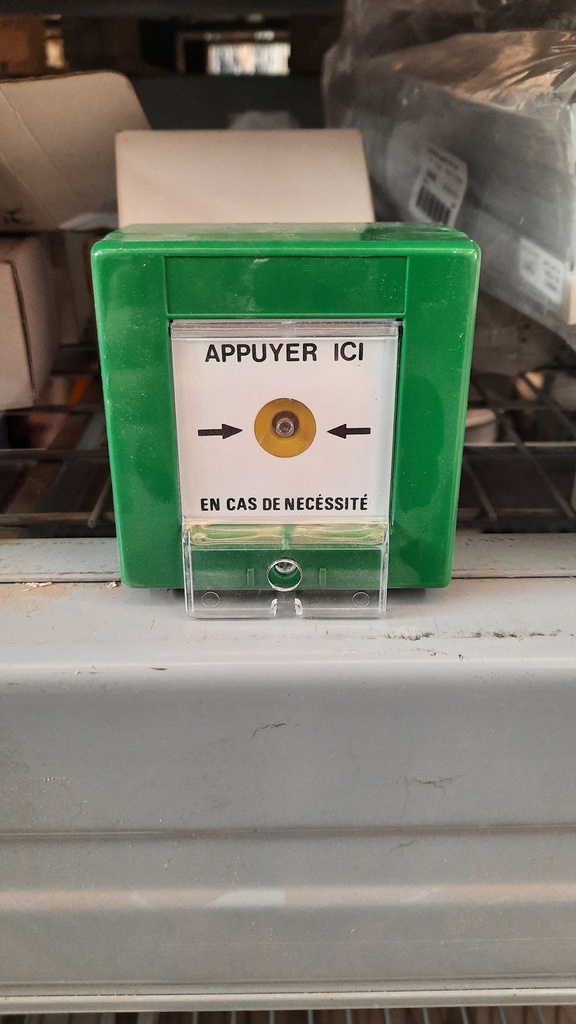 APPUYER ICI
EN CAS DE NECÉSSITÉ